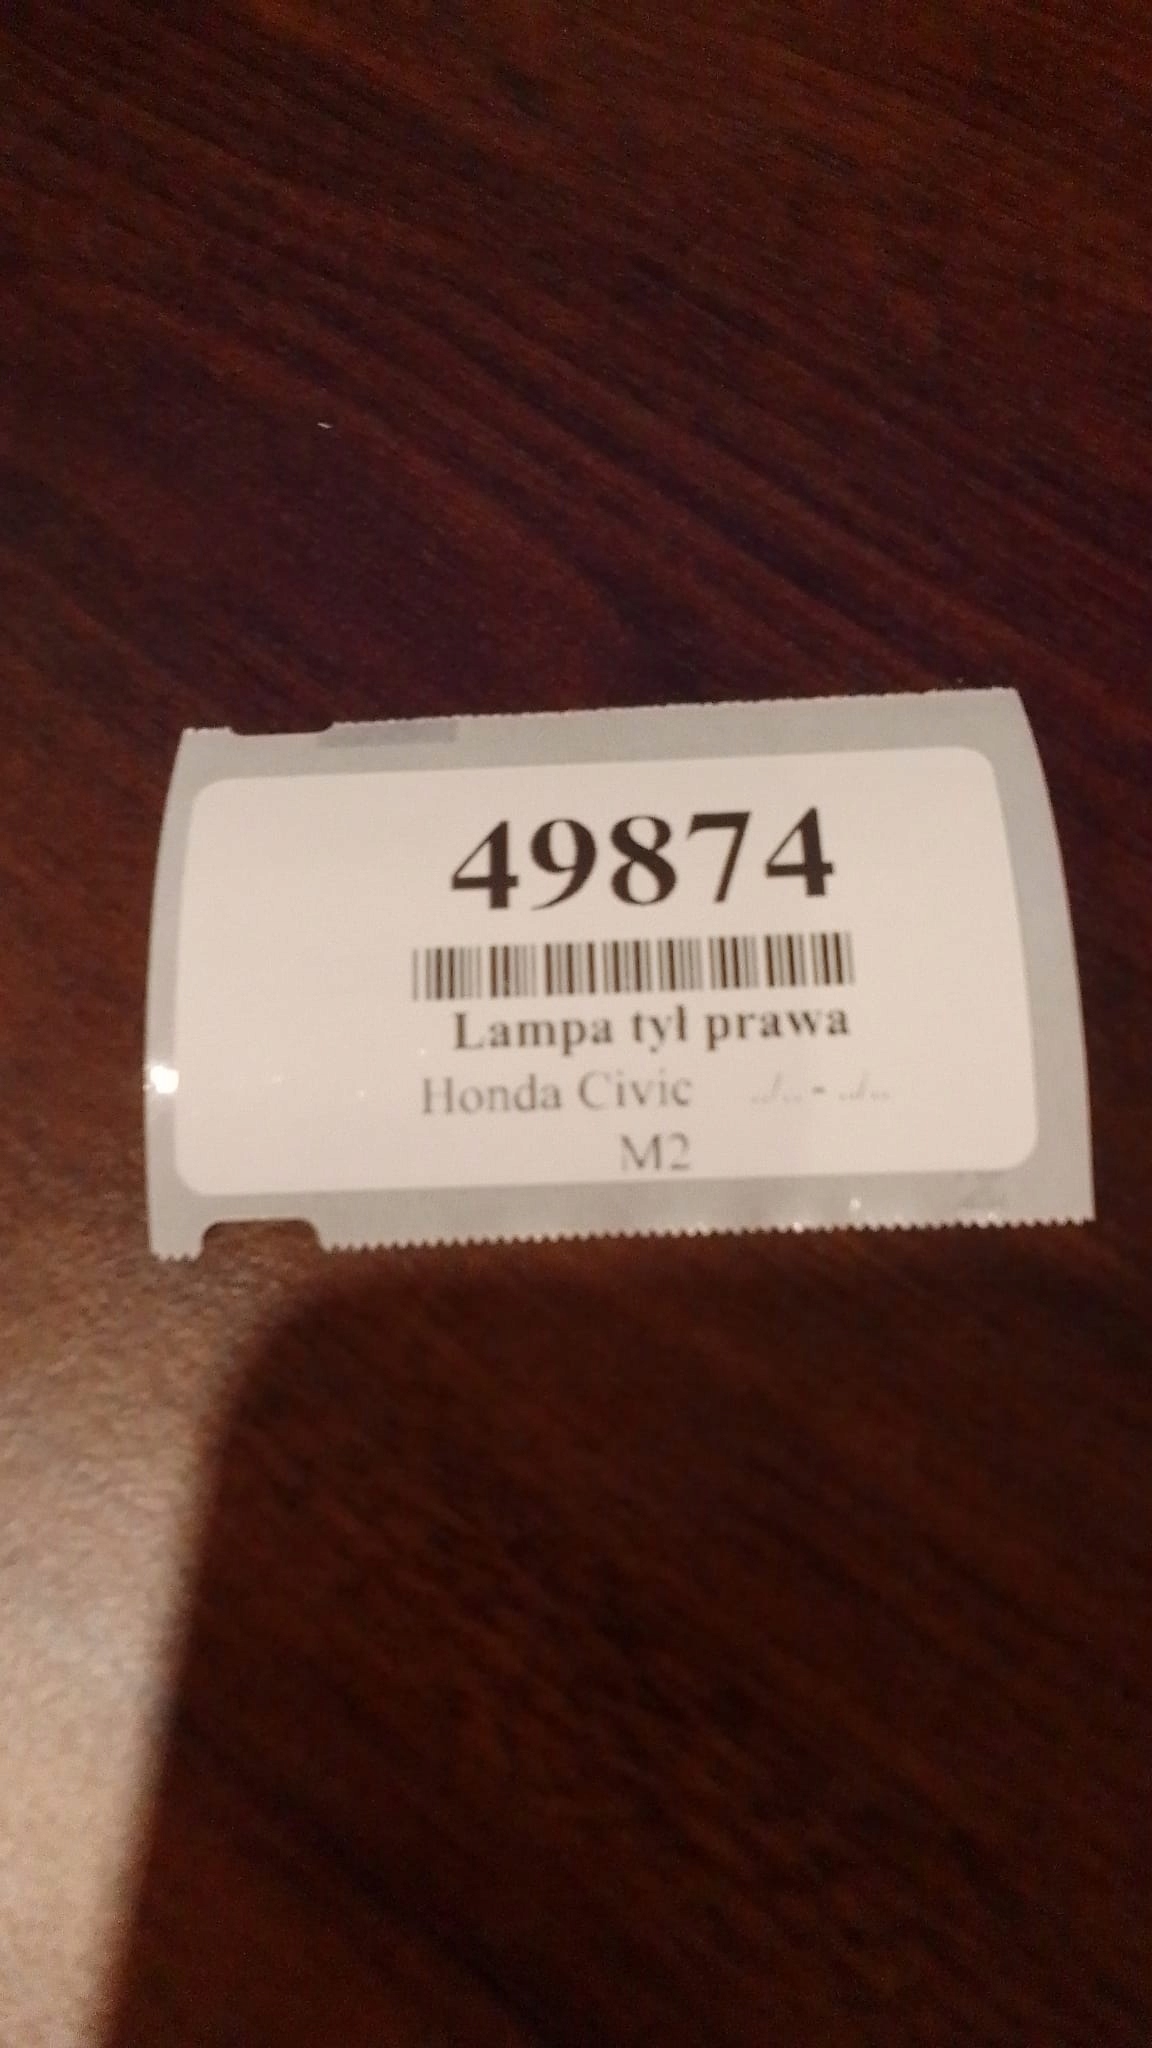 49874
Lampa tył prawa
Honda Civic ../.. - ../..
M2